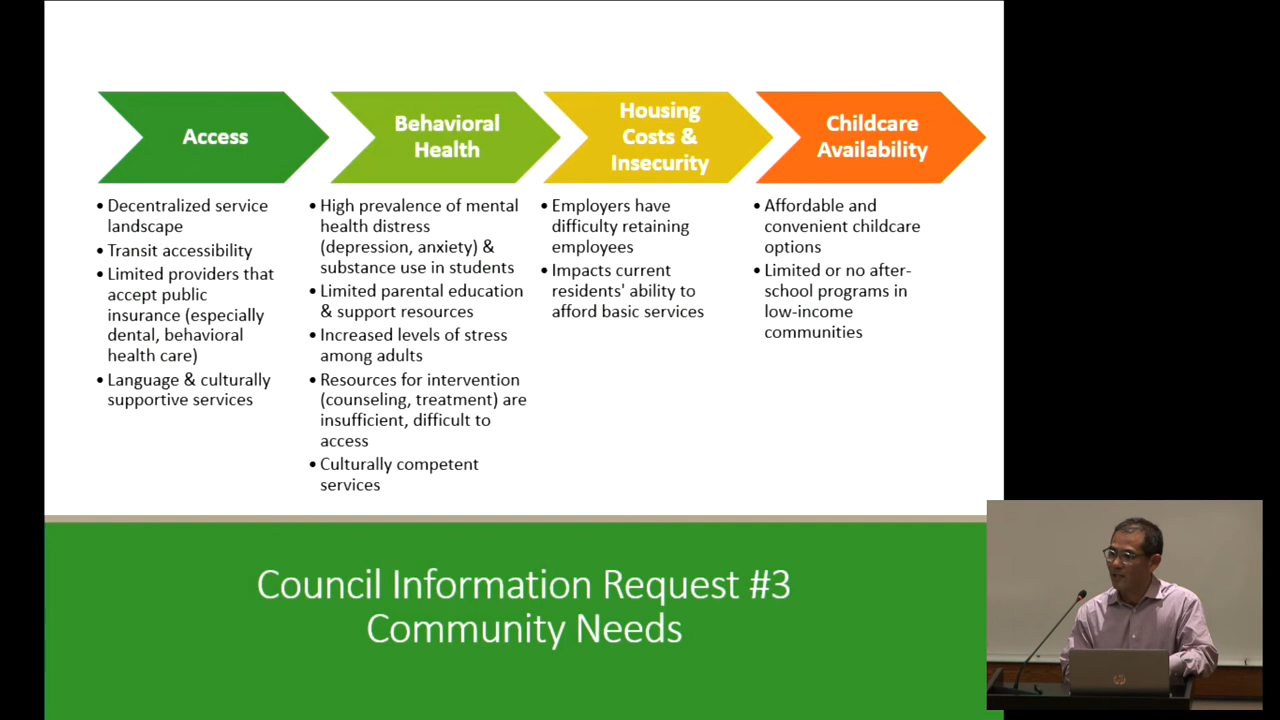 Access
Behavioral
Health
Housing
Costs &
Insecurity
Childcare
Availability
• Decentralized service
landscape
• Transit accessibility
• Limited providers that
accept public
insurance (especially
dental, behavioral
health care)
• Language & culturally
supportive services
• High prevalence of mental
health distress
(depression, anxiety) &
substance use in students
• Limited parental education
& support resources
• Increased levels of stress
among adults
• Resources for intervention
(counseling, treatment) are
insufficient, difficult to
access
• Culturally competent
services
• Employers have
difficulty retaining
employees
• Impacts current
residents' ability to
afford basic services
• Affordable and
convenient childcare
options
• Limited or no after-
school programs in
low-income
communities
Council Information Request #3
Community Needs
hp